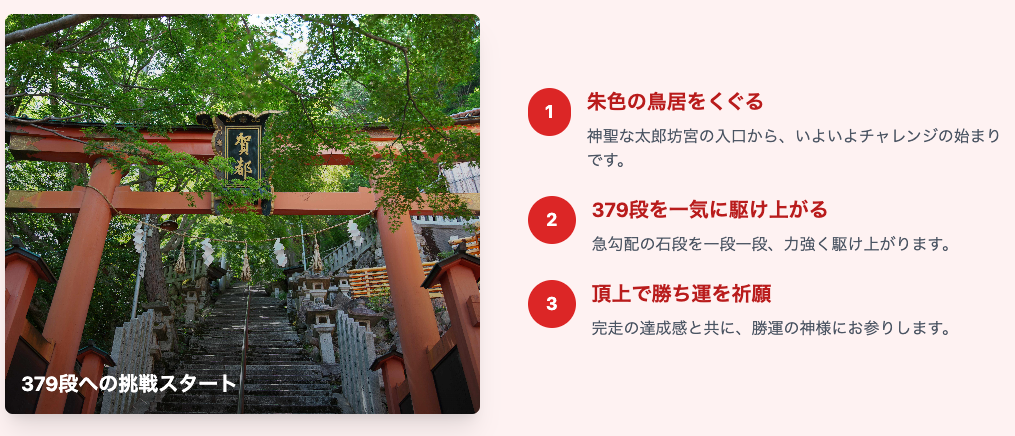 賀
都
379段への挑戦スタート
1
朱色の鳥居をくぐる
神聖な太郎坊宮の入口から、いよいよチャレンジの始まり
です。
2
379段を一気に駆け上がる
急勾配の石段を一段一段、力強く駆け上がります。
3
頂上で勝ち運を祈願
完走の達成感と共に、勝運の神様にお参りします。